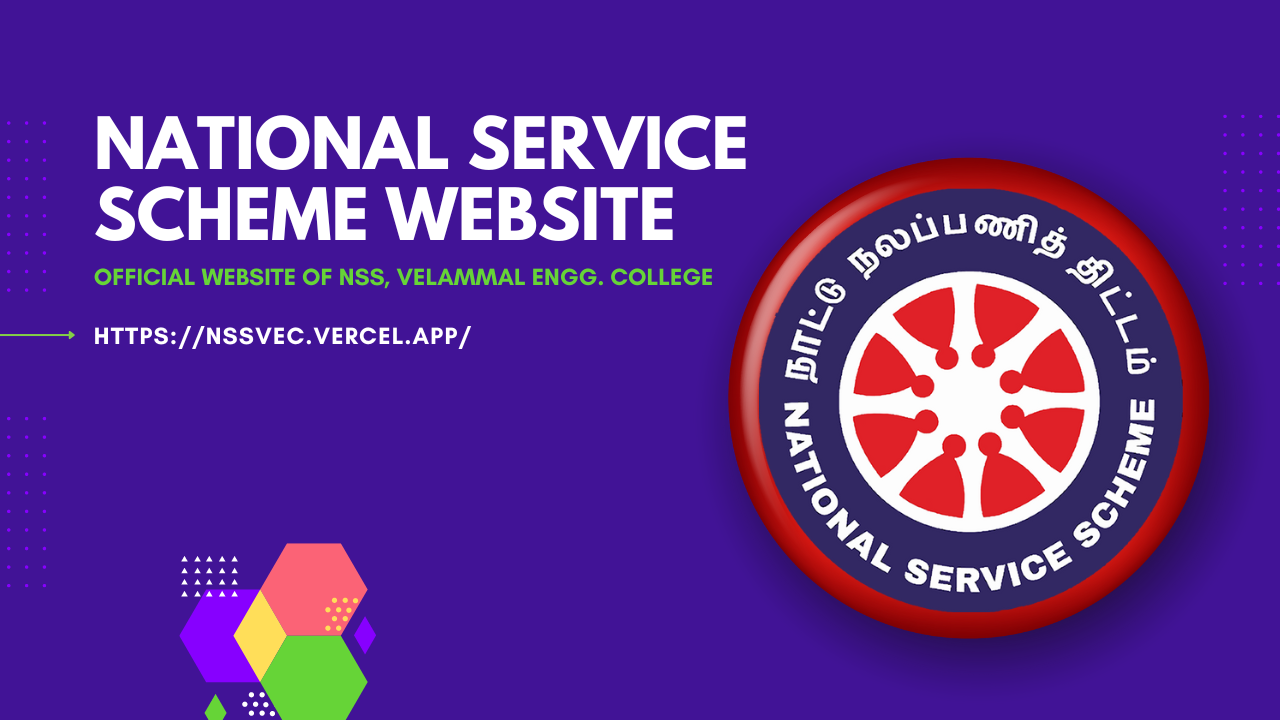 NATIONAL SERVICE
SCHEME WEBSITE
OFFICIAL WEBSITE OF NSS, VELAMMAL ENGG. COLLEGE
HTTPS://NSSVEC.VERCEL.APP/
நாட்டு நலப்பணித் திட்டம்
NATIONAL SERVICE SCHEME